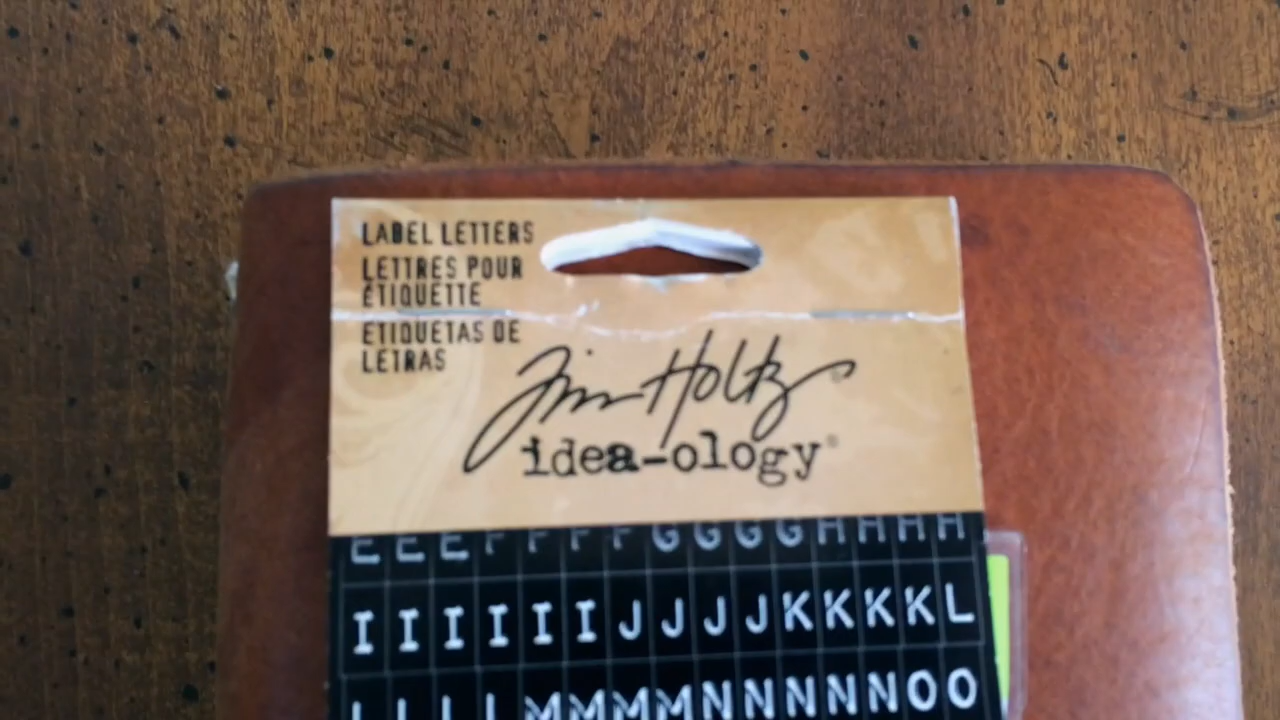 LABEL LETTERS
LETTRES POUR
ÉTIQUETTE
ETIQUETAS DE
LETRAS
Tim Holtz
idea-ology®
E E E F F F F G G G G H H H H
I I I I I I J J J J K K K K L
L L L L M M M M N N N N N O O